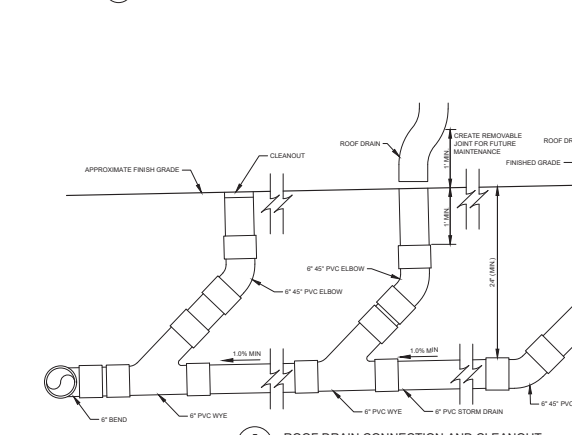 ROOF DRAIN
CREATE REMOVABLE
JOINT FOR FUTURE
MAINTENANCE
1' MIN.
ROOF DR
FINISHED GRADE
CLEANOUT
APPROXIMATE FINISH GRADE
1' MIN.
24" (MIN.)
6" 45° PVC ELBOW
6" 45° PVC ELBOW
1.0% MIN
1.0% MIN
6" BEND
6" PVC WYE
6" PVC WYE
6" PVC STORM DRAIN
6" 45° PVC
ROOF DRAIN CONNECTION AND CLEANOUT